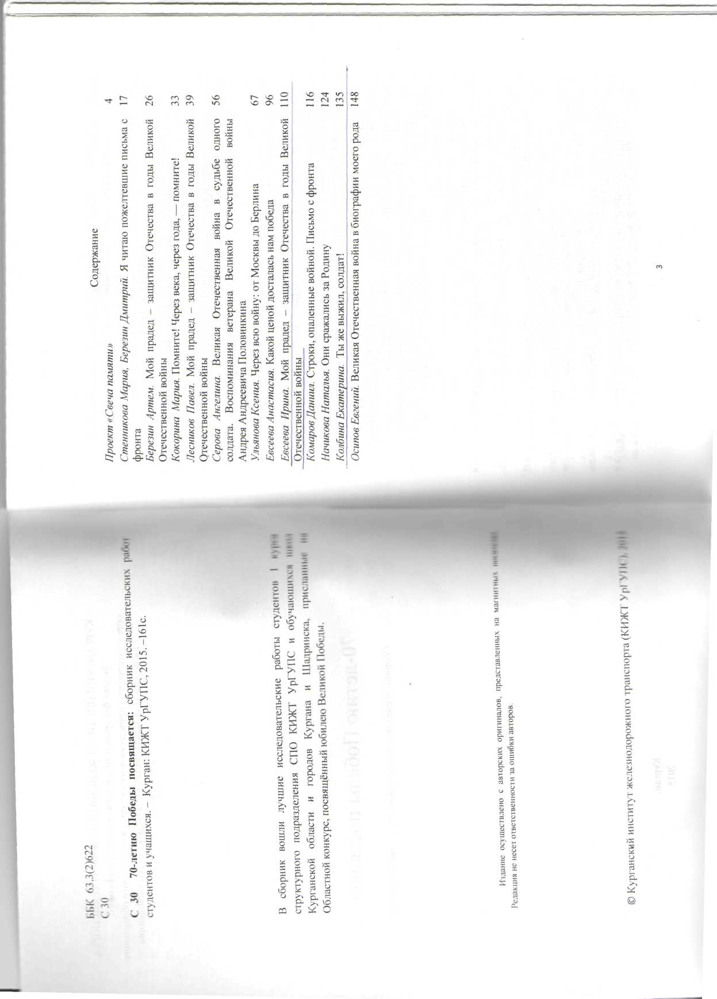 ББК 63.3(2)622
С 30
С 30 70-летию Победы посвящается: сборник исследовательских работ
студентов и учащихся. – Курган: КИЖТ УрГУПС, 2015. –161с.
В сборник вошли лучшие исследовательские работы студентов 1 курса
структурного подразделения СПО КИЖТ УрГУПС и обучающихся школ
Курганской области и городов Кургана и Шадринска, присланные на
Областной конкурс, посвящённый юбилею Великой Победы.
Издание осуществлено с авторских оригиналов, представленных на магнитных носителях
Редакция не несет ответственности за ошибки авторов.
© Курганский институт железнодорожного транспорта (КИЖТ УрГУПС),
Содержание
Проект «Свеча памяти» 4
Стенникова Мария, Березин Дмитрий. Я читаю пожелтевшие письма с 17
фронта
Березин Артем. Мой прадед – защитник Отечества в годы Великой 26
Отечественной войны
Кокорина Мария. Помните! Через века, через года, — помните! 33
Лесников Павел. Мой прадед – защитник Отечества в годы Великой 39
Отечественной войны
Серова Ангелина. Великая Отечественная война в судьбе одного 56
солдата. Воспоминания ветерана Великой Отечественной войны
Андрея Андреевича Половинкина
Ульянова Ксения. Через всю войну: от Москвы до Берлина 67
Евсеева Анастасия. Какой ценой досталась нам победа 96
Евсеева Ирина. Мой прадед – защитник Отечества в годы Великой 110
Отечественной войны
Комаров Даниил. Строки, опаленные войной. Письмо с фронта 116
Начикова Наталья. Они сражались за Родину 124
Колбина Екатерина. Ты же выжил, солдат! 135
Осипов Евгений. Великая Отечественная война в биографии моего рода 148
3